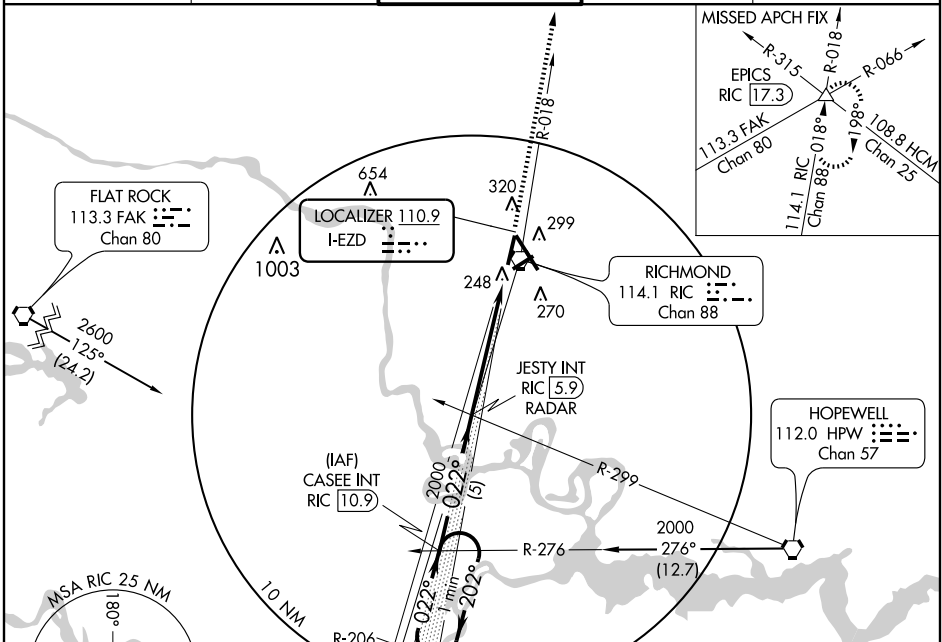 MISSED APCH FIX
R-315
R-018
R-066
EPICS
RIC 17.3
113.3 FAK
Chan 80
018°
198°
108.8 HCM
Chan 25
114.1 RIC
Chan 88
R-018
FLAT ROCK
113.3 FAK
Chan 80
654
1003
LOCALIZER 110.9
I-EZD
320
299
248
270
RICHMOND
114.1 RIC
Chan 88
2600
125°
(24.2)
JESTY INT
RIC 5.9
RADAR
HOPEWELL
112.0 HPW
Chan 57
(IAF)
CASEE INT
RIC 10.9
2000
022°
(5)
R-299
R-276
2000
276°
(12.7)
022°
1 min
202°
10 NM
R-206
MSA RIC 25 NM
180°